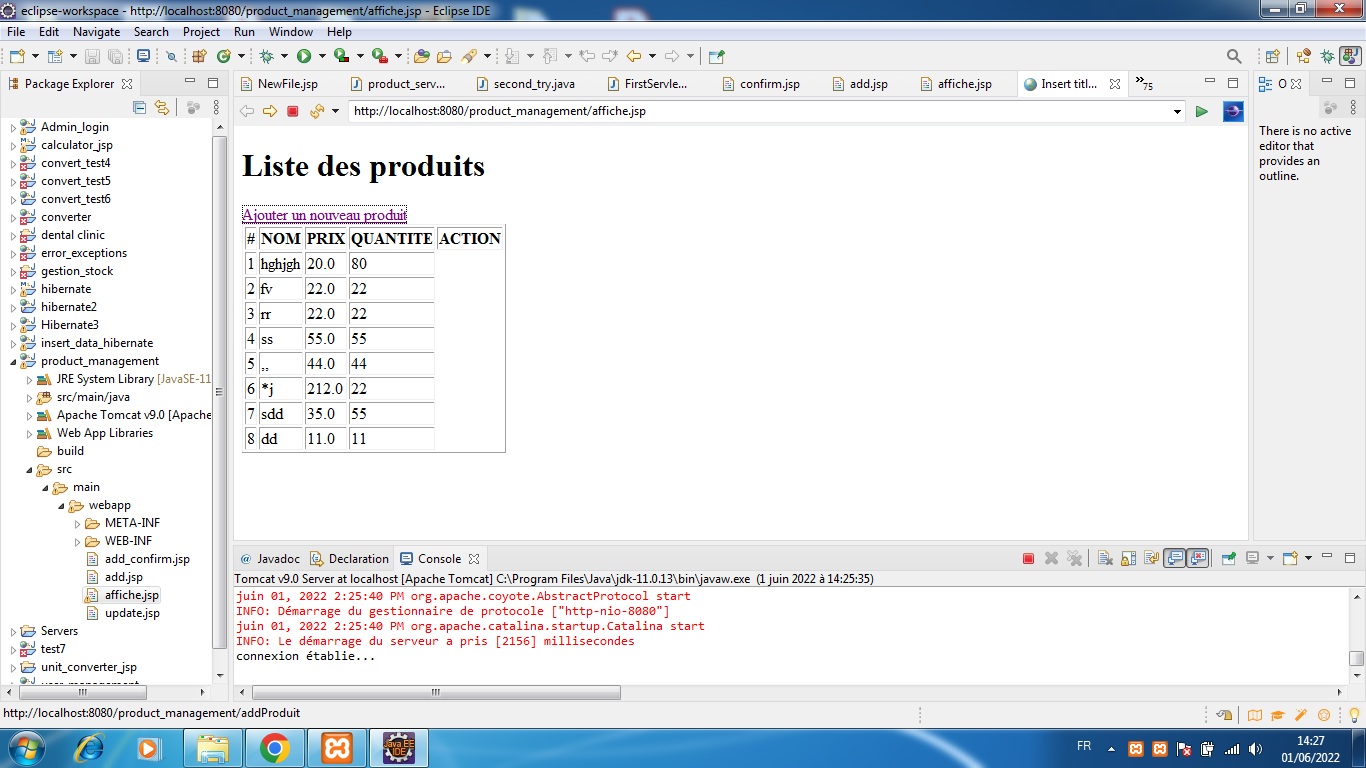 eclipse-workspace - http://localhost:8080/product_management/affiche.jsp - Eclipse IDE
File Edit Navigate Search Project Run Window Help
Package Explorer
NewFile.jsp
product_serv...
second_try.java
FirstServle...
confirm.jsp
add.jsp
affiche.jsp
Insert titl...
75
O
http://localhost:8080/product_management/affiche.jsp
Admin_login
calculator_jsp
convert_test4
convert_test5
convert_test6
converter
dental clinic
error_exceptions
gestion_stock
hibernate
hibernate2
Hibernate3
insert_data_hibernate
product_management
JRE System Library [JavaSE-11
src/main/java
Apache Tomcat v9.0 [Apache
Web App Libraries
build
src
main
webapp
META-INF
WEB-INF
add_confirm.jsp
add.jsp
affiche.jsp
update.jsp
Servers
test7
unit_converter_jsp
user_management
Liste des produits
Ajouter un nouveau produit
# NOM PRIX QUANTITE ACTION
1 hghjgh 20.0 80
2 fv 22.0 22
3 rr 22.0 22
4 ss 55.0 55
5 ,, 44.0 44
6 *j 212.0 22
7 sdd 35.0 55
8 dd 11.0 11
There is no active
editor that
provides an
outline.
Javadoc Declaration Console
Tomcat v9.0 Server at localhost [Apache Tomcat] C:\Program Files\Java\jdk-11.0.13\bin\javaw.exe (1 juin 2022 à 14:25:35)
juin 01, 2022 2:25:40 PM org.apache.coyote.AbstractProtocol start
INFO: Démarrage du gestionnaire de protocole ["http-nio-8080"]
juin 01, 2022 2:25:40 PM org.apache.catalina.startup.Catalina start
INFO: Le démarrage du serveur a pris [2156] millisecondes
connexion établie...
http://localhost:8080/product_management/addProduit
Java EE
IDE
FR
14:27
01/06/2022